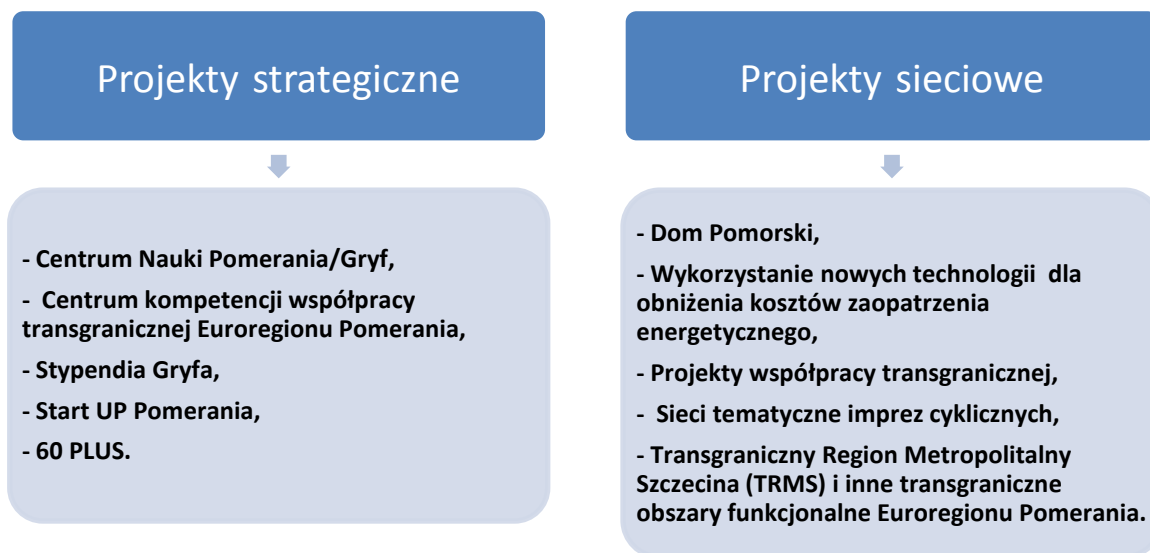 Projekty strategiczne
- Centrum Nauki Pomerania/Gryf,
- Centrum kompetencji współpracy
transgranicznej Euroregionu Pomerania,
- Stypendia Gryfa,
- Start UP Pomerania,
- 60 PLUS.
Projekty sieciowe
- Dom Pomorski,
- Wykorzystanie nowych technologii dla
obniżenia kosztów zaopatrzenia
energetycznego,
- Projekty współpracy transgranicznej,
- Sieci tematyczne imprez cyklicznych,
- Transgraniczny Region Metropolitalny
Szczecina (TRMS) i inne transgraniczne
obszary funkcjonalne Euroregionu Pomerania.